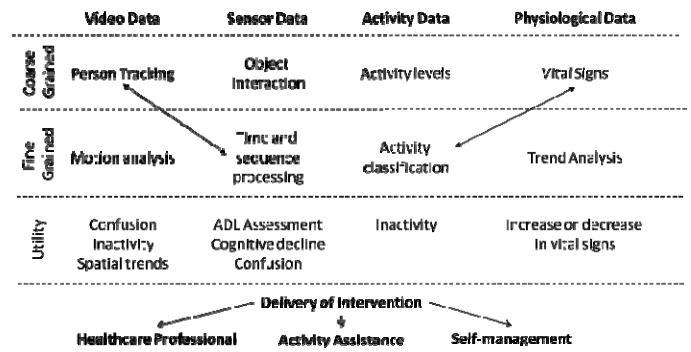 Video Data Sensor Data Activity Data Physiological Data
Coarse
Grained
Person Tracking
Object
Interaction
Activity levels
Vital Signs
Fine
Grained
Motion analysis
Time and
sequence
processing
Activity
classification
Trend Analysis
Utility
Confusion
Inactivity
Spatial trends
ADL Assessment
Cognitive decline
Confusion
Inactivity
Increase or decrease
in vital signs
Delivery of Intervention
Healthcare Professional Activity Assistance Self-management